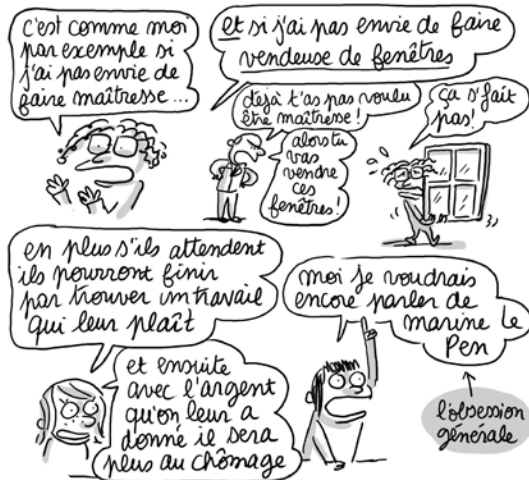 c'est comme moi
par exemple si
j'ai pas envie de
faire maîtresse...
et si j'ai pas envie de faire
vendeuse de fenêtres
déjà t'as pas voulu
être maîtresse!
alors tu
vas
vendre
ces
fenêtres!
ça s'fait
pas!
en plus s'ils attendent
ils pourront finir
par trouver un travail
qui leur plaît
et ensuite
avec l'argent
qu'on leur a
donné il sera
plus au chômage
moi je voudrais
encore parler de
marine le
Pen
l'obsession
générale